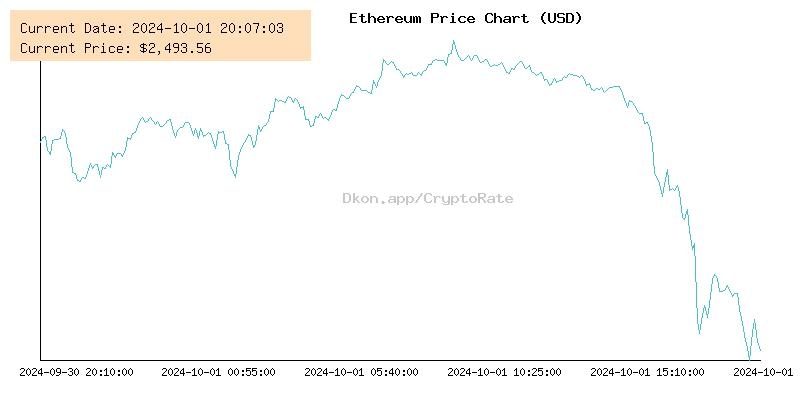 Ethereum Price Chart (USD)
Current Date: 2024-10-01 20:07:03
Current Price: $2,493.56
Dkon.app/CryptoRate
2024-09-30 20:10:00 2024-10-01 00:55:00 2024-10-01 05:40:00 2024-10-01 10:25:00 2024-10-01 15:10:00 2024-10-01